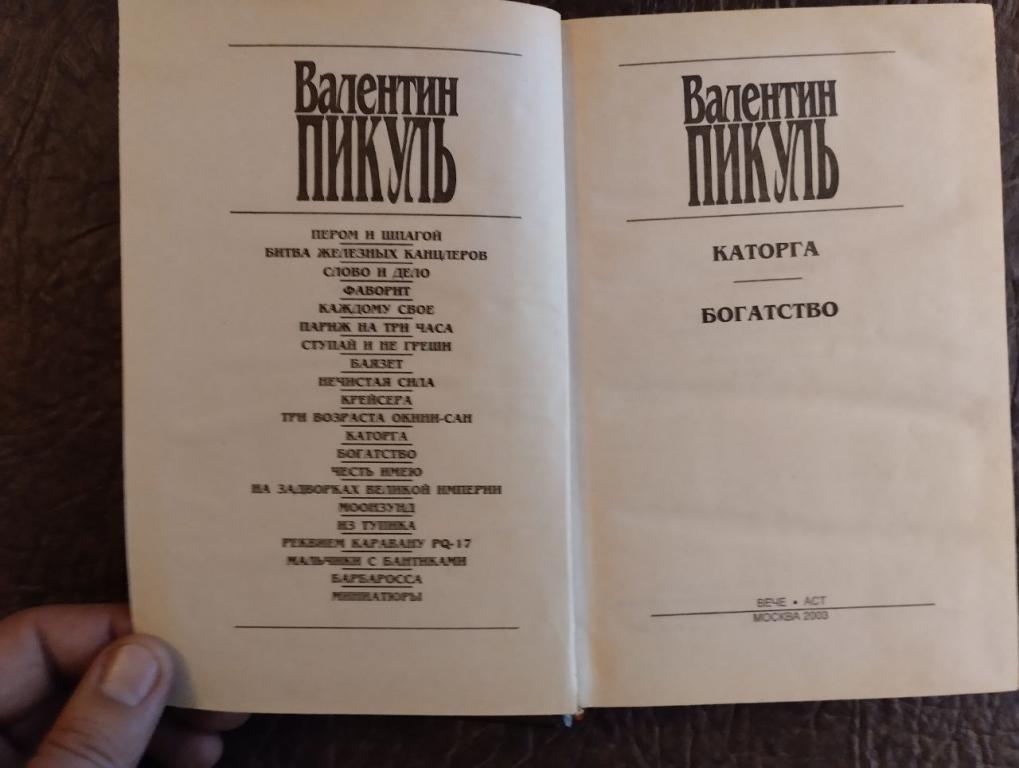 Валентин
ПИКУЛЬ
ПЕРОМ И ШПАГОЙ
БИТВА ЖЕЛЕЗНЫХ КАНЦЛЕРОВ
СЛОВО И ДЕЛО
ФАВОРИТ
КАЖДОМУ СВОЕ
ПАРИЖ НА ТРИ ЧАСА
СТУПАЙ И НЕ ГРЕШИ
БАЯЗЕТ
НЕЧИСТАЯ СИЛА
КРЕЙСЕРА
ТРИ ВОЗРАСТА ОКИНИ-САН
КАТОРГА
БОГАТСТВО
ЧЕСТЬ ИМЕЮ
НА ЗАДВОРКАХ ВЕЛИКОЙ ИМПЕРИИ
МООНЗУНД
ИЗ ТУПИКА
РЕКВИЕМ КАРАВАНУ PQ-17
МАЛЬЧИКИ С БАНТИКАМИ
БАРБАРОССА
МИНИАТЮРЫ
Валентин
ПИКУЛЬ
КАТОРГА
БОГАТСТВО
ВЕЧЕ • АСТ
МОСКВА 2003